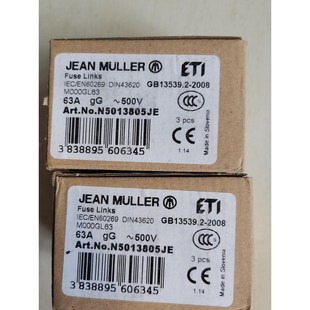 JEAN MULLER ETI
Fuse Links
IEC/EN60269 DIN43620 GB13539.2-2008
M000GL63
63A gG ~500V
Art.No.N5013805JE
3 pcs
CCC
1.14
Made in Slovenia
3 838895 606345
JEAN MULLER ETI
Fuse Links
IEC/EN60269 DIN43620 GB13539.2-2008
M000GL63
63A gG ~500V
Art.No.N5013805JE
3 pcs
CCC
1.14
Made in Slovenia
3 838895 606345